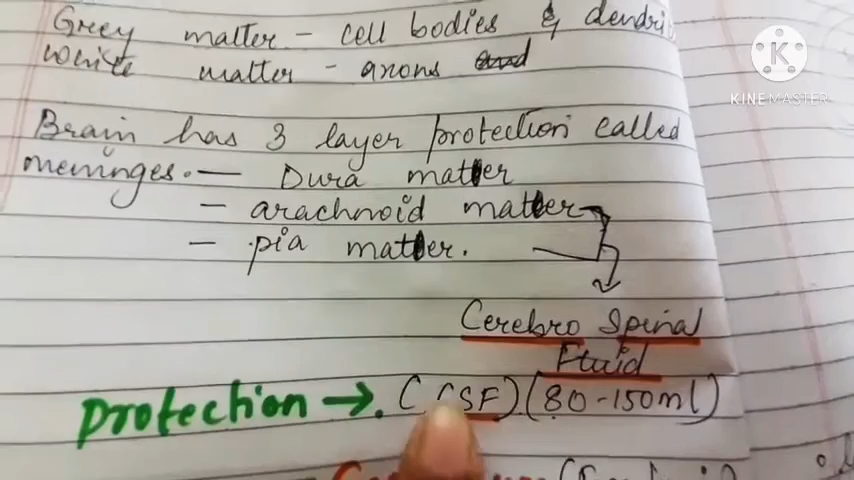 Grey matter - cell bodies & dendri
White matter - axons
KINEMASTER
Brain has 3 layer protection called
meninges. — Dura matter
- arachnoid matter
- pia matter.
Cerebro Spinal
Fluid
Protection → (CSF) (80-150ml)